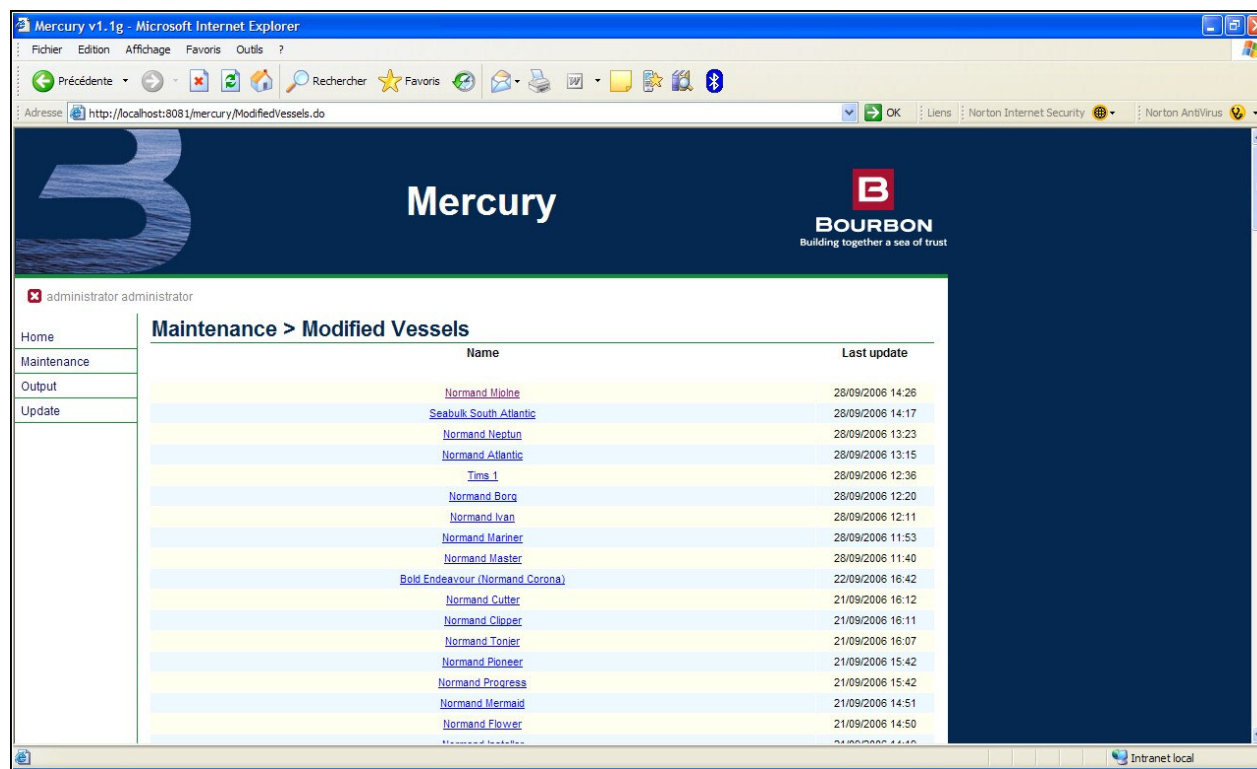 Mercury v1.1g - Microsoft Internet Explorer
Fichier Edition Affichage Favoris Outils ?
Précédente Rechercher Favoris
Adresse http://localhost:8081/mercury/ModifiedVessels.do OK Liens Norton Internet Security Norton AntiVirus
Mercury
BOURBON
Building together a sea of trust
administrator administrator
Home
Maintenance
Output
Update
Maintenance > Modified Vessels
Name Last update
Normand Mjolne 28/09/2006 14:26
Seabulk South Atlantic 28/09/2006 14:17
Normand Neptun 28/09/2006 13:23
Normand Atlantic 28/09/2006 13:15
Tims 1 28/09/2006 12:36
Normand Borg 28/09/2006 12:20
Normand Ivan 28/09/2006 12:11
Normand Mariner 28/09/2006 11:53
Normand Master 28/09/2006 11:40
Bold Endeavour (Normand Corona) 22/09/2006 16:42
Normand Cutter 21/09/2006 16:12
Normand Clipper 21/09/2006 16:11
Normand Tonjer 21/09/2006 16:07
Normand Pioneer 21/09/2006 15:42
Normand Progress 21/09/2006 15:42
Normand Mermaid 21/09/2006 14:51
Normand Flower 21/09/2006 14:50
Intranet local